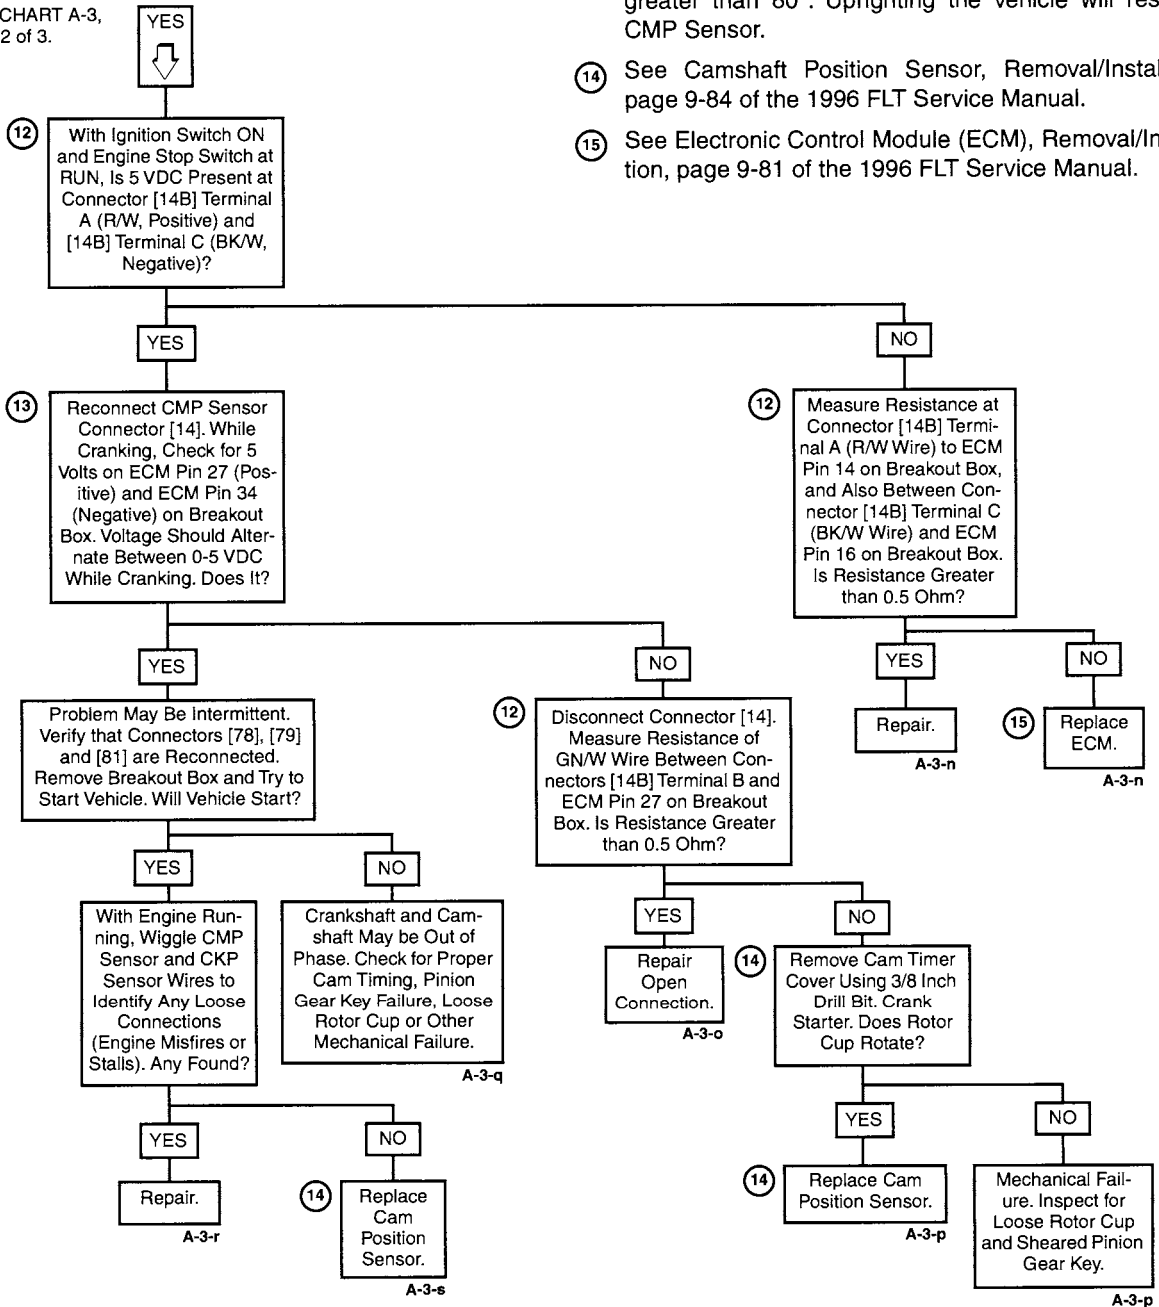 CHART A-3,
2 of 3.
YES
CMP Sensor.
14 See Camshaft Position Sensor, Removal/Instal
page 9-84 of the 1996 FLT Service Manual.
15 See Electronic Control Module (ECM), Removal/In
tion, page 9-81 of the 1996 FLT Service Manual.
12
With Ignition Switch ON
and Engine Stop Switch at
RUN, Is 5 VDC Present at
Connector [14B] Terminal
A (R/W, Positive) and
[14B] Terminal C (BK/W,
Negative)?
YES
NO
13
Reconnect CMP Sensor
Connector [14]. While
Cranking, Check for 5
Volts on ECM Pin 27 (Pos-
itive) and ECM Pin 34
(Negative) on Breakout
Box. Voltage Should Alter-
nate Between 0-5 VDC
While Cranking. Does It?
12
Measure Resistance at
Connector [14B] Termi-
nal A (R/W Wire) to ECM
Pin 14 on Breakout Box,
and Also Between Con-
nector [14B] Terminal C
(BK/W Wire) and ECM
Pin 16 on Breakout Box.
Is Resistance Greater
than 0.5 Ohm?
YES
NO
YES
NO
Problem May Be Intermittent.
Verify that Connectors [78], [79]
and [81] are Reconnected.
Remove Breakout Box and Try to
Start Vehicle. Will Vehicle Start?
12
Disconnect Connector [14].
Measure Resistance of
GN/W Wire Between Con-
nectors [14B] Terminal B and
ECM Pin 27 on Breakout
Box. Is Resistance Greater
than 0.5 Ohm?
Repair.
A-3-n
15
Replace
ECM.
A-3-n
YES
NO
YES
NO
With Engine Run-
ning, Wiggle CMP
Sensor and CKP
Sensor Wires to
Identify Any Loose
Connections
(Engine Misfires or
Stalls). Any Found?
Crankshaft and Cam-
shaft May be Out of
Phase. Check for Proper
Cam Timing, Pinion
Gear Key Failure, Loose
Rotor Cup or Other
Mechanical Failure.
A-3-q
Repair
Open
Connection.
A-3-o
14
Remove Cam Timer
Cover Using 3/8 Inch
Drill Bit. Crank
Starter. Does Rotor
Cup Rotate?
YES
NO
YES
NO
Repair.
A-3-r
14
Replace
Cam
Position
Sensor.
A-3-s
14
Replace Cam
Position Sensor.
A-3-p
Mechanical Fail-
ure. Inspect for
Loose Rotor Cup
and Sheared Pinion
Gear Key.
A-3-p